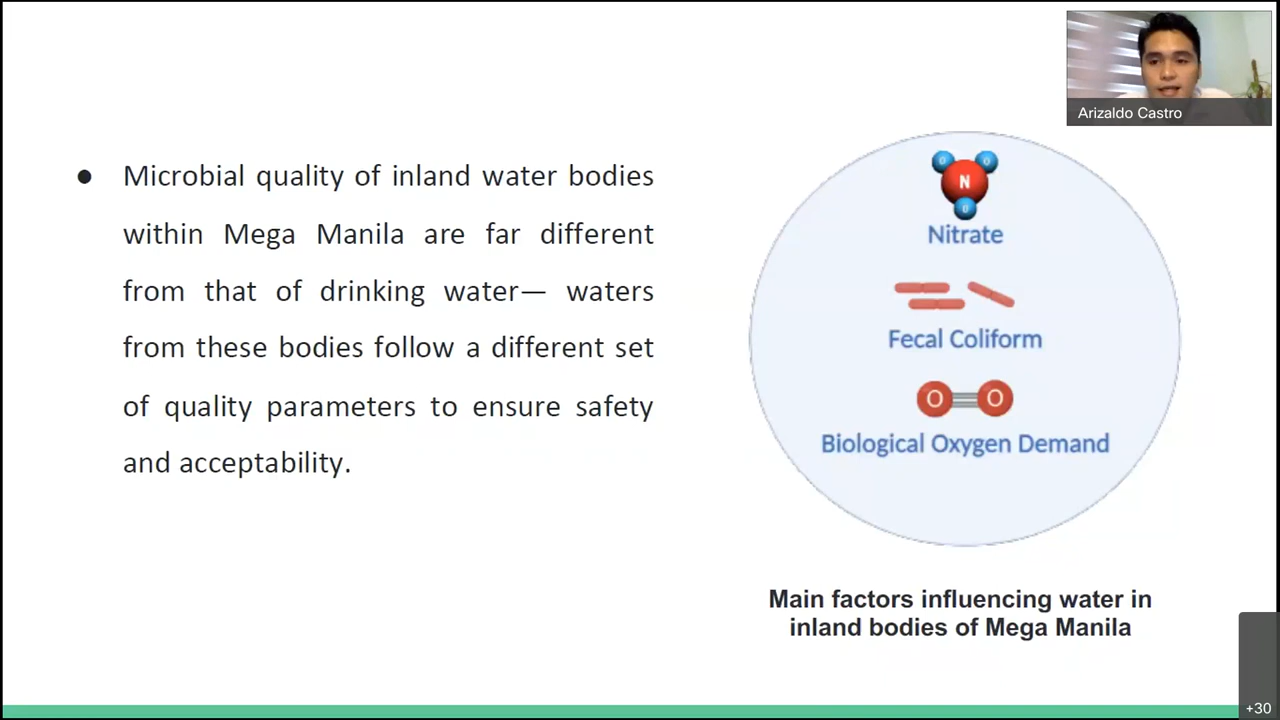 Arizaldo Castro
● Microbial quality of inland water bodies
within Mega Manila are far different
from that of drinking water— waters
from these bodies follow a different set
of quality parameters to ensure safety
and acceptability.
O O
N
O
Nitrate
Fecal Coliform
O O
Biological Oxygen Demand
Main factors influencing water in
inland bodies of Mega Manila
+30